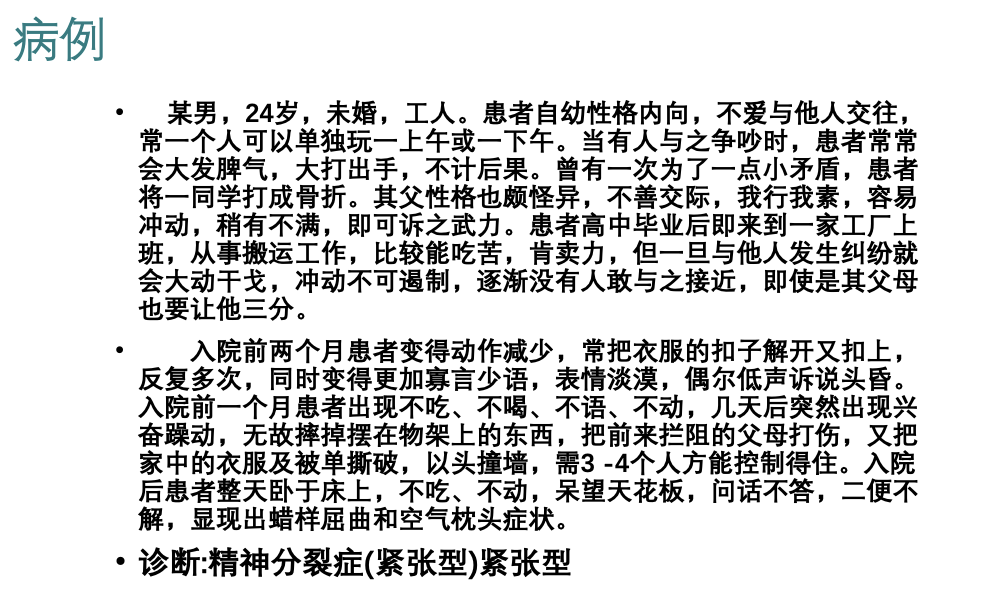 病例
• 某男，24岁，未婚，工人。患者自幼性格内向，不爱与他人交往，
常一个人可以单独玩一上午或一下午。当有人与之争吵时，患者常常
会大发脾气，大打出手，不计后果。曾有一次为了一点小矛盾，患者
将一同学打成骨折。其父性格也颇怪异，不善交际，我行我素，容易
冲动，稍有不满，即可诉之武力。患者高中毕业后即来到一家工厂上
班，从事搬运工作，比较能吃苦，肯卖力，但一旦与他人发生纠纷就
会大动干戈，冲动不可遏制，逐渐没有人敢与之接近，即使是其父母
也要让他三分。
• 入院前两个月患者变得动作减少，常把衣服的扣子解开又扣上，
反复多次，同时变得更加寡言少语，表情淡漠，偶尔低声诉说头昏。
入院前一个月患者出现不吃、不喝、不语、不动，几天后突然出现兴
奋躁动，无故摔掉摆在物架上的东西，把前来拦阻的父母打伤，又把
家中的衣服及被单撕破，以头撞墙，需3 -4个人方能控制得住。入院
后患者整天卧于床上，不吃、不动，呆望天花板，问话不答，二便不
解，显现出蜡样屈曲和空气枕头症状。
• 诊断:精神分裂症(紧张型)紧张型